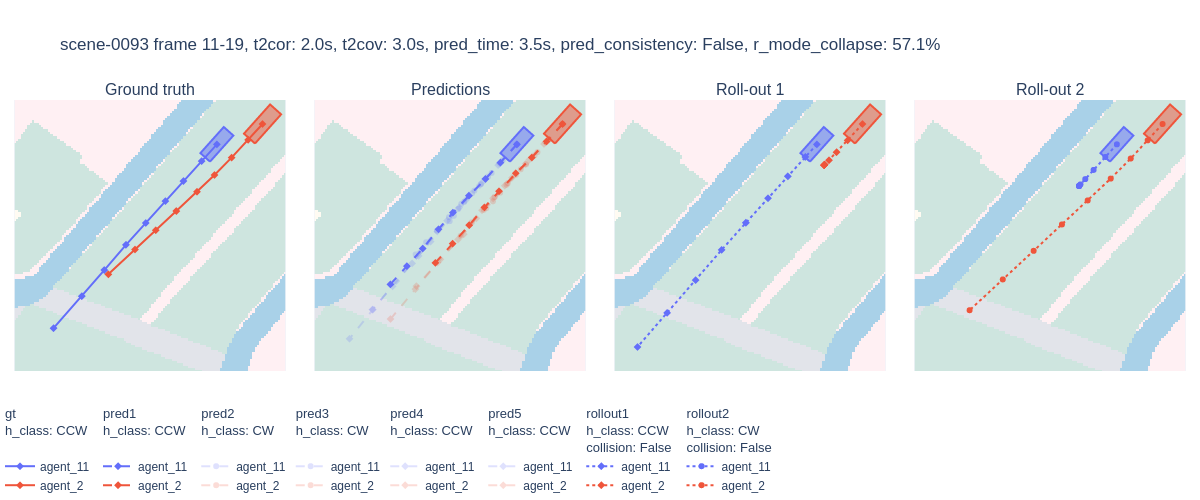 scene-0093 frame 11-19, t2cor: 2.0s, t2cov: 3.0s, pred_time: 3.5s, pred_consistency: False, r_mode_collapse: 57.1%
Ground truth Predictions Roll-out 1 Roll-out 2
gt pred1 pred2 pred3 pred4 pred5 rollout1 rollout2
h_class: CCW h_class: CCW h_class: CW h_class: CW h_class: CCW h_class: CCW h_class: CCW h_class: CW
collision: False collision: False
agent_11 agent_11 agent_11 agent_11 agent_11 agent_11 agent_11 agent_11
agent_2 agent_2 agent_2 agent_2 agent_2 agent_2 agent_2 agent_2